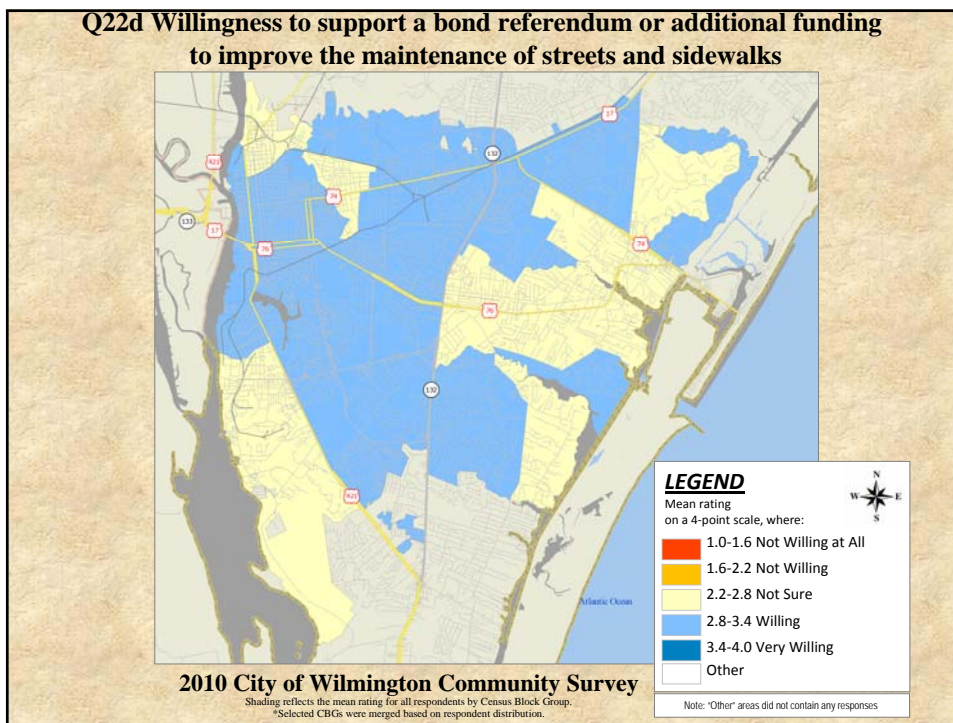 Q22d Willingness to support a bond referendum or additional funding
to improve the maintenance of streets and sidewalks
17
132
421
74
133
17
76
74
76
132
421
Atlantic Ocean
LEGEND
Mean rating
on a 4-point scale, where:
N
W E
S
1.0-1.6 Not Willing at All
1.6-2.2 Not Willing
2.2-2.8 Not Sure
2.8-3.4 Willing
3.4-4.0 Very Willing
Other
2010 City of Wilmington Community Survey
Shading reflects the mean rating for all respondents by Census Block Group.
*Selected CBGs were merged based on respondent distribution.
Note: "Other" areas did not contain any responses